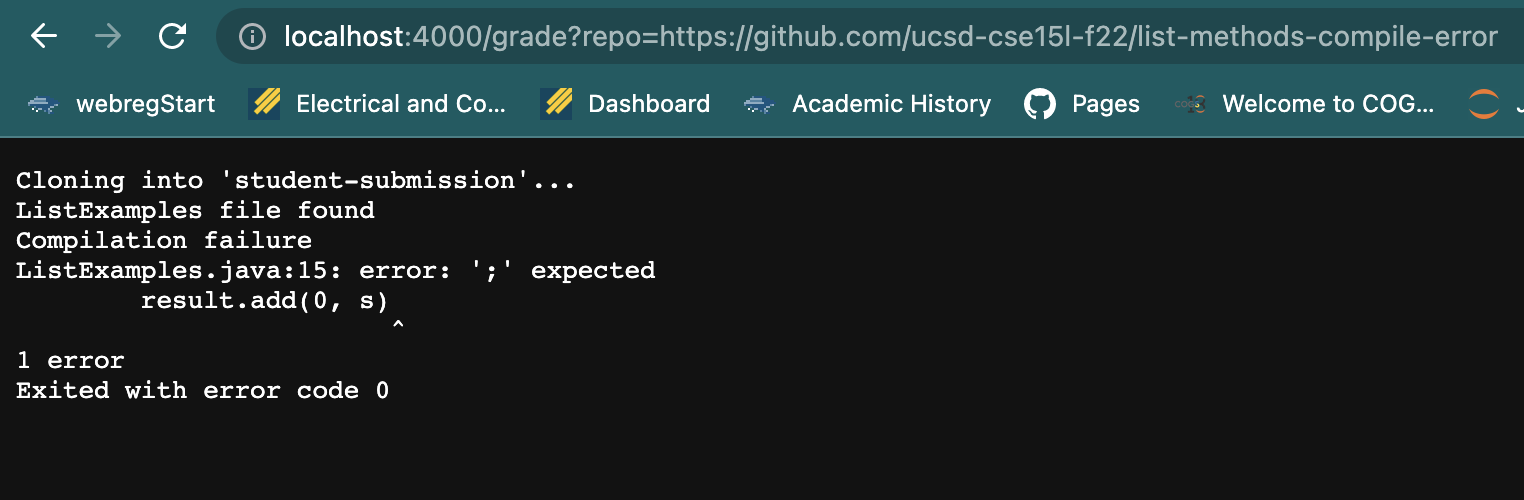 localhost:4000/grade?repo=https://github.com/ucsd-cse15l-f22/list-methods-compile-error
webregStart Electrical and Co... Dashboard Academic History Pages Welcome to COG... J
Cloning into 'student-submission'...
ListExamples file found
Compilation failure
ListExamples.java:15: error: ';' expected
        result.add(0, s)
                        ^
1 error
Exited with error code 0